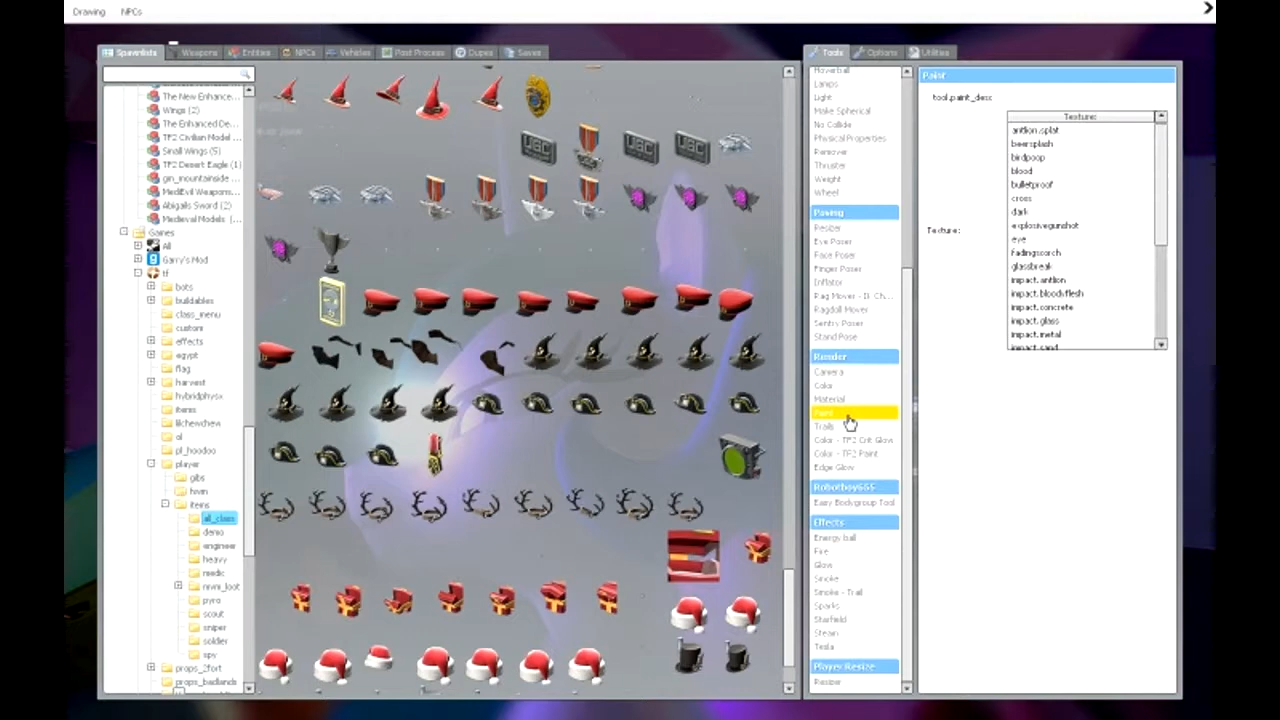 Drawing NPCs
Spawnlists Weapons Entities NPCs Vehicles Post Process Dupes Saves
Tools Options Utilities
The New Enhance...
Wings (2)
The Enhanced De...
TF2 Civilian Model ...
Small Wings (5)
TF2 Desert Eagle (1)
gm_mountainside ...
MediEvil Weapons...
Abigails Sword (2)
Medieval Models (...
Games
All
Garry's Mod
tf
bots
buildables
class_menu
custom
effects
egypt
flag
harvest
hybridphysx
items
lilchewchew
ol
pl_hoodoo
player
gibs
hwm
items
all_class
demo
engineer
heavy
medic
mvm_loot
pyro
scout
sniper
soldier
spy
props_2fort
props_badlands
UGC
UGC
UGC
Hoverball
Lamps
Light
Make Spherical
No Collide
Physical Properties
Remover
Thruster
Weight
Wheel
Posing
Resizer
Eye Poser
Face Poser
Finger Poser
Inflator
Ragdoll Mover
Sentry Poser
Stand Pose
Render
Camera
Color
Material
Paint
Trails
Color - TF2 Crit Glow
Color - TF2 Paint
Edge Glow
Robotboy655
Easy Bodygroup Tool
Effects
Energy ball
Fire
Glow
Smoke
Smoke - Trail
Sparks
Starfield
Steam
Tesla
Player Resize
Resizer
Paint
tool.paint_desc
Texture:
Texture:
antlion.splat
beersplash
birdpoop
blood
bulletproof
cross
dark
explosivegunshot
eye
fadingscorch
glassbreak
impact.antlion
impact.bloodyflesh
impact.concrete
impact.glass
impact.metal
impact.sand